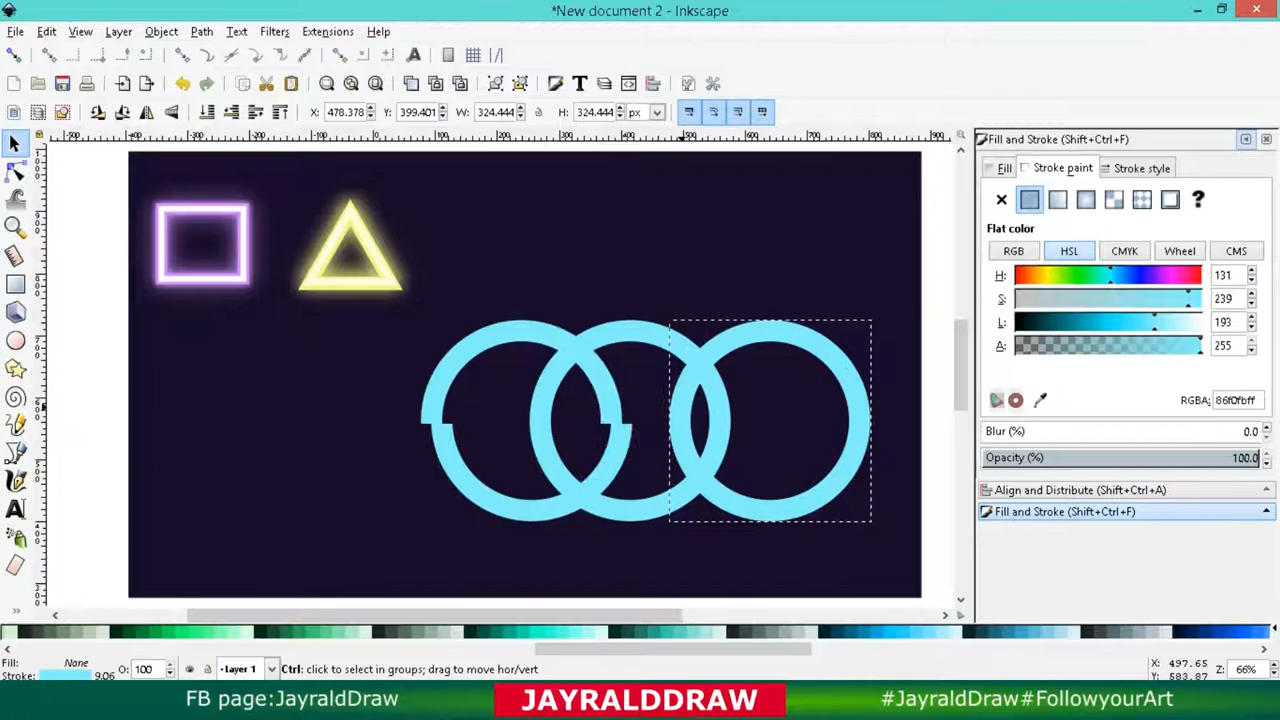 *New document 2 - Inkscape
File Edit View Layer Object Path Text Filters Extensions Help
X: 478.378 Y: 399.401 W: 324.444 H: 324.444 px
Fill and Stroke (Shift+Ctrl+F)
Fill Stroke paint Stroke style
Flat color
RGB HSL CMYK Wheel CMS
H: 131
S: 239
L: 193
A: 255
RGBA: 86f0fbff
Blur (%) 0.0
Opacity (%) 100.0
Align and Distribute (Shift+Ctrl+A)
Fill and Stroke (Shift+Ctrl+F)
Fill: None
Stroke: 9.06
O: 100
Layer 1
Ctrl: click to select in groups; drag to move hor/vert
X: 497.65
Y: 583.87
Z: 66%
FB page:JayraldDraw
JAYRALDDRAW
#JayraldDraw#FollowyourArt